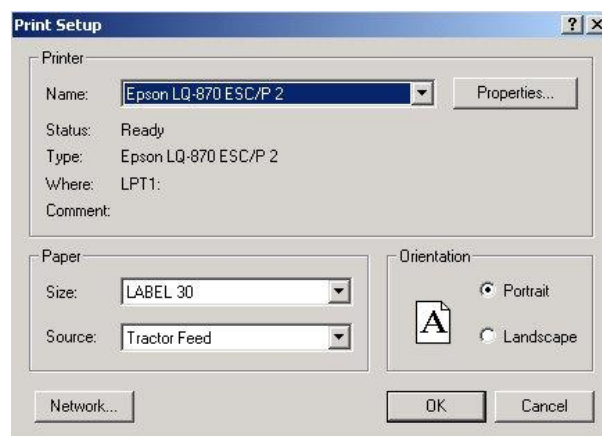 Print Setup
Printer
Name: Epson LQ-870 ESC/P 2 Properties...
Status: Ready
Type: Epson LQ-870 ESC/P 2
Where: LPT1:
Comment:
Paper
Size: LABEL 30
Source: Tractor Feed
Orientation
A
Portrait
Landscape
Network... OK Cancel